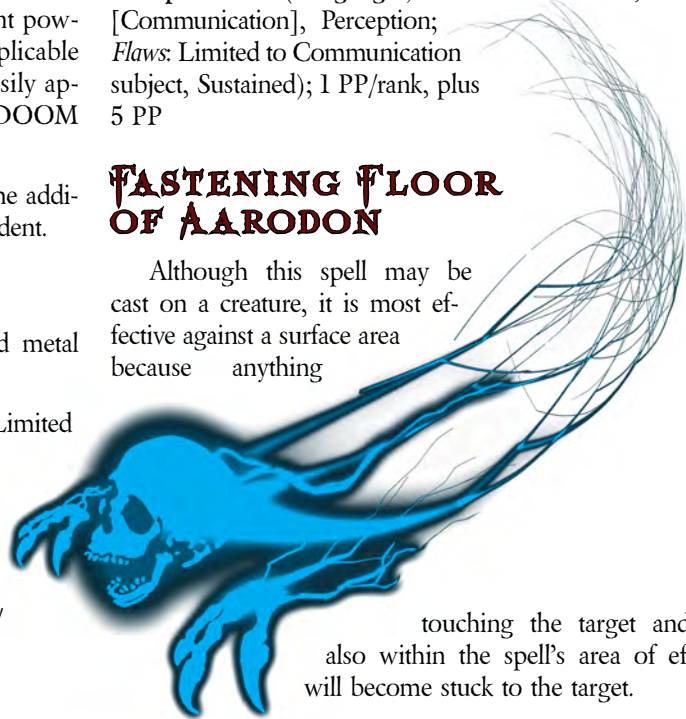 nt pow-
plicable
sily ap-
DOOM
he addi-
dent.
d metal
Limited
[Communication], Perception;
Flaws: Limited to Communication
subject, Sustained); 1 PP/rank, plus
5 PP
Fastening Floor
of Aarodon
Although this spell may be
cast on a creature, it is most ef-
fective against a surface area
because anything
touching the target and
also within the spell's area of ef
will become stuck to the target.